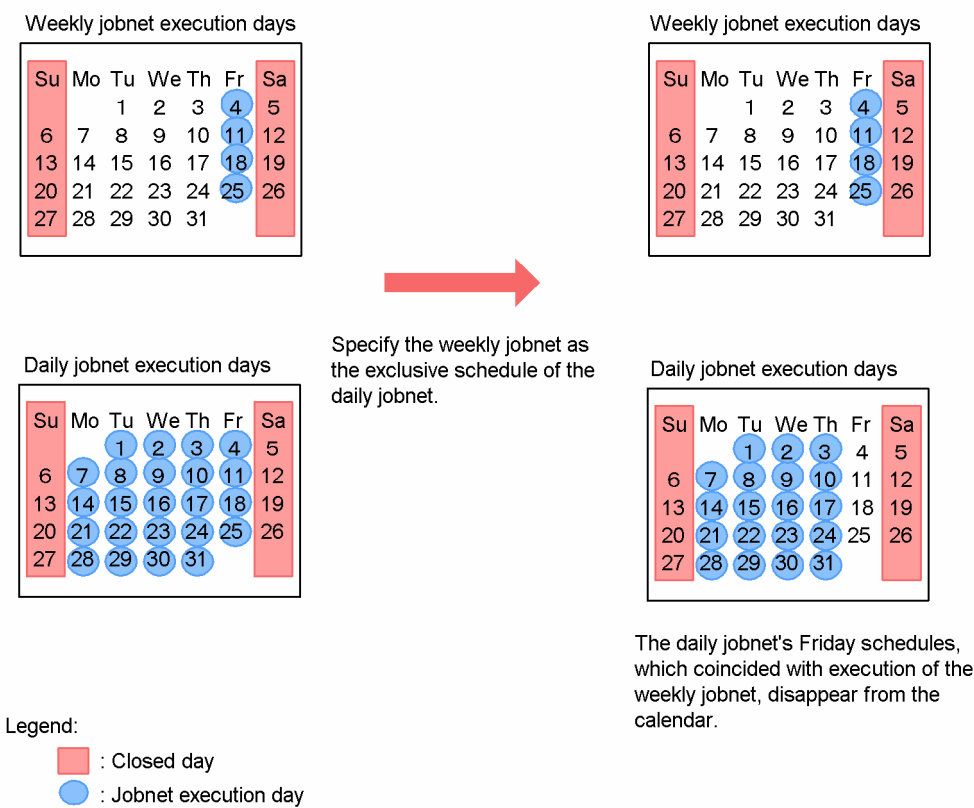 Weekly jobnet execution days
Su Mo Tu We Th Fr Sa
1 2 3 4 5
6 7 8 9 10 11 12
13 14 15 16 17 18 19
20 21 22 23 24 25 26
27 28 29 30 31
Weekly jobnet execution days
Su Mo Tu We Th Fr Sa
1 2 3 4 5
6 7 8 9 10 11 12
13 14 15 16 17 18 19
20 21 22 23 24 25 26
27 28 29 30 31
Specify the weekly jobnet as
the exclusive schedule of the
daily jobnet.
Daily jobnet execution days
Su Mo Tu We Th Fr Sa
1 2 3 4 5
6 7 8 9 10 11 12
13 14 15 16 17 18 19
20 21 22 23 24 25 26
27 28 29 30 31
Daily jobnet execution days
Su Mo Tu We Th Fr Sa
1 2 3 4 5
6 7 8 9 10 11 12
13 14 15 16 17 18 19
20 21 22 23 24 25 26
27 28 29 30 31
The daily jobnet's Friday schedules,
which coincided with execution of the
weekly jobnet, disappear from the
calendar.
Legend:
: Closed day
: Jobnet execution day